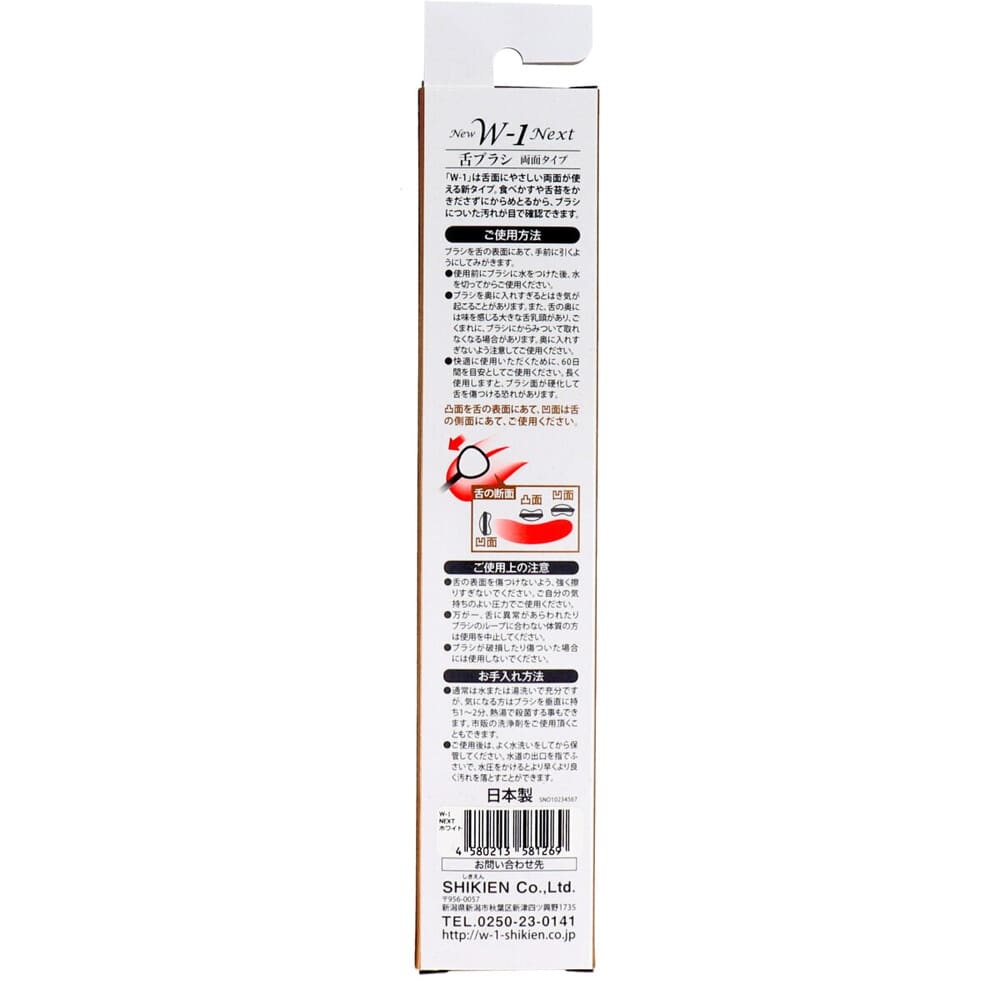 New W-1 Next
舌ブラシ 両面タイプ
「W-1」は舌面にやさしい両面が使
える新タイプ。食べかすや舌苔をか
きださずにからめとるから、ブラシ
についた汚れが目で確認できます。
ご使用方法
ブラシを舌の表面にあて、手前に引くよ
うにしてみがきます。
●使用前にブラシに水をつけた後、水
を切ってからご使用ください。
●ブラシを奥に入れすぎるとはき気が
起こることがあります。また、舌の奥に
は味を感じる大きな舌乳頭があり、ご
くまれに、ブラシにからみついて取れ
なくなる場合があります。奥に入れす
ぎないよう注意してご使用ください。
●快適に使用いただくために、60日
間を目安としてご使用ください。長く
使用しますと、ブラシ面が硬化して
舌を傷つける恐れがあります。
凸面を舌の表面にあて、凹面は舌
の側面にあて、ご使用ください。
舌の断面
凸面
凹面
凹面
ご使用上の注意
●舌の表面を傷つけないよう、強く擦
りすぎないでください。ご自分の気
持ちのよい圧力でご使用ください。
●万が一、舌に異常があらわれたり
ブラシのループに合わない体質の方
は使用を中止してください。
●ブラシが破損したり傷ついた場合
には使用しないでください。
お手入れ方法
●通常は水または湯洗いで充分です
が、気になる方はブラシを垂直に持
ち1～2分、熱湯で殺菌する事もでき
ます。市販の洗浄剤をご使用頂くこ
ともできます。
●ご使用後は、よく水洗いをしてから保
管してください。水道の出口を指でふ
さいで、水圧をかけるとより早くより良
く汚れを落とすことができます。
日本製 SNO10234567
W-1
NEXT
ホワイト
4 580213 581269
お問い合わせ先
しきえん
SHIKIEN Co.,Ltd.
〒956-0057
新潟県新潟市秋葉区新津四ツ興野1735
TEL.0250-23-0141
http://w-1-shikien.co.jp